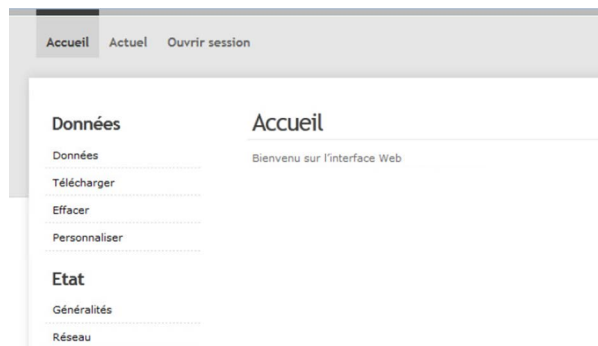 Accueil Actuel Ouvrir session
Données
Données
Télécharger
Effacer
Personnaliser
Etat
Généralités
Réseau
Accueil
Bienvenu sur l'interface Web